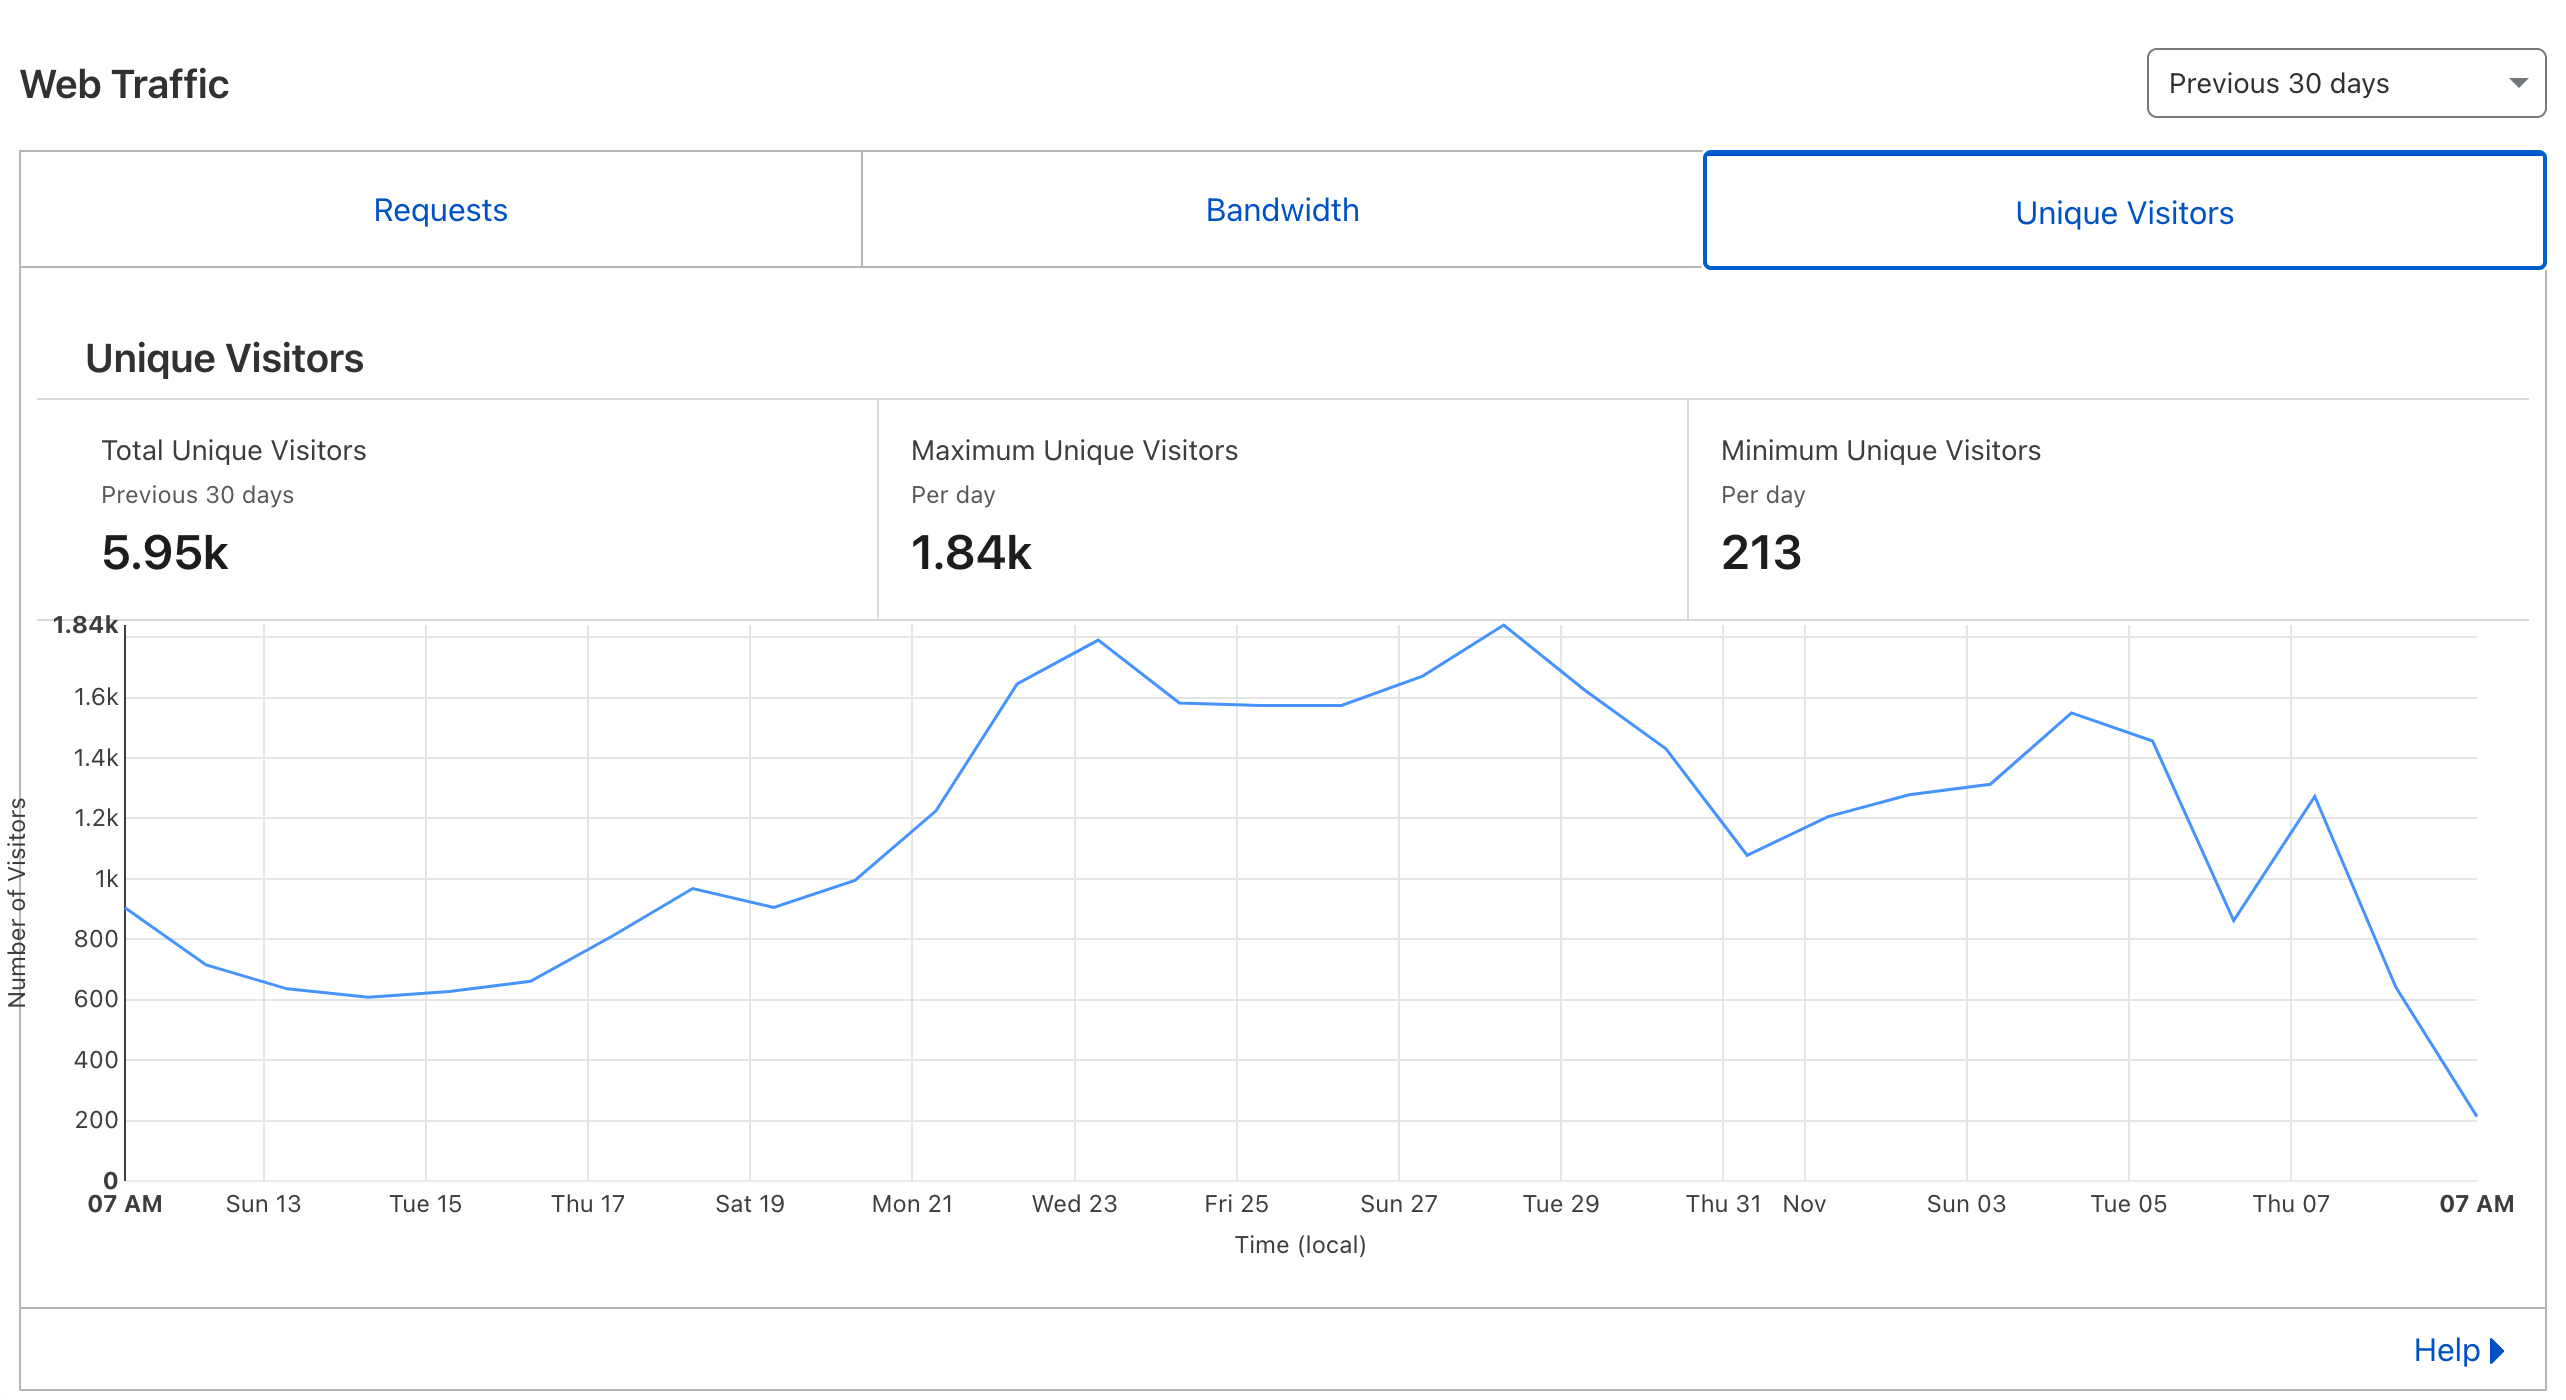 Web Traffic
Previous 30 days
Requests
Bandwidth
Unique Visitors
Unique Visitors
Total Unique Visitors
Previous 30 days
5.95k
Maximum Unique Visitors
Per day
1.84k
Minimum Unique Visitors
Per day
213
Number of Visitors
1.84k
1.6k
1.4k
1.2k
1k
800
600
400
200
0
07 AM Sun 13 Tue 15 Thu 17 Sat 19 Mon 21 Wed 23 Fri 25 Sun 27 Tue 29 Thu 31 Nov Sun 03 Tue 05 Thu 07 07 AM
Time (local)
Help